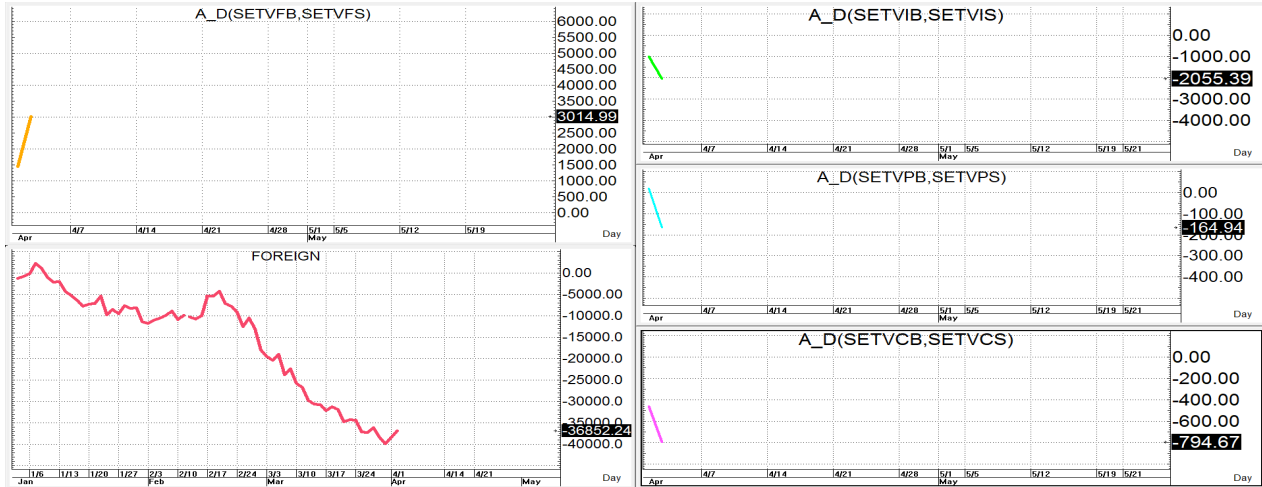 A_D(SETVFB,SETVFS)
6000.00
5500.00
5000.00
4500.00
4000.00
3500.00
3014.99
2500.00
2000.00
1500.00
1000.00
500.00
0.00
4/7 4/14 4/21 4/28 5/1 5/5 5/12 5/19
Apr May Day
FOREIGN
0.00
-5000.00
-10000.0
-15000.0
-20000.0
-25000.0
-30000.0
-35000.0
-36852.24
-40000.0
1/6 1/13 1/20 1/27 2/3 2/10 2/17 2/24 3/3 3/10 3/17 3/24 4/1 4/14 4/21
Jan Feb Mar Apr May Day
A_D(SETVIB,SETVIS)
0.00
-1000.00
-2055.39
-3000.00
-4000.00
4/7 4/14 4/21 4/28 5/1 5/5 5/12 5/19 5/21
Apr May Day
A_D(SETVPB,SETVPS)
0.00
-100.00
-164.94
-200.00
-300.00
-400.00
4/7 4/14 4/21 4/28 5/1 5/5 5/12 5/19 5/21
Apr May Day
A_D(SETVCB,SETVCS)
0.00
-200.00
-400.00
-600.00
-794.67
4/7 4/14 4/21 4/28 5/1 5/5 5/12 5/19 5/21
Apr May Day